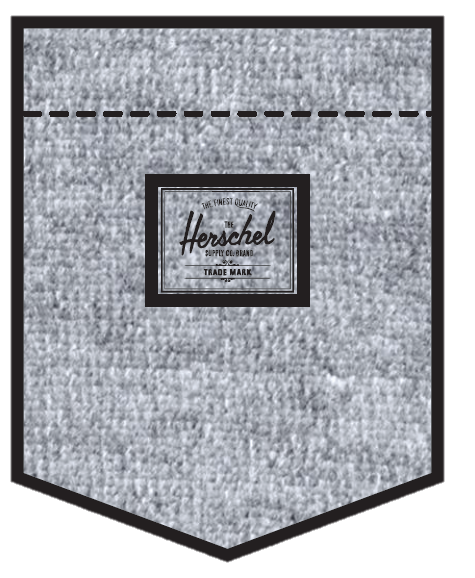 THE FINEST QUALITY
THE
Herschel
SUPPLY CO. BRAND
TRADE MARK